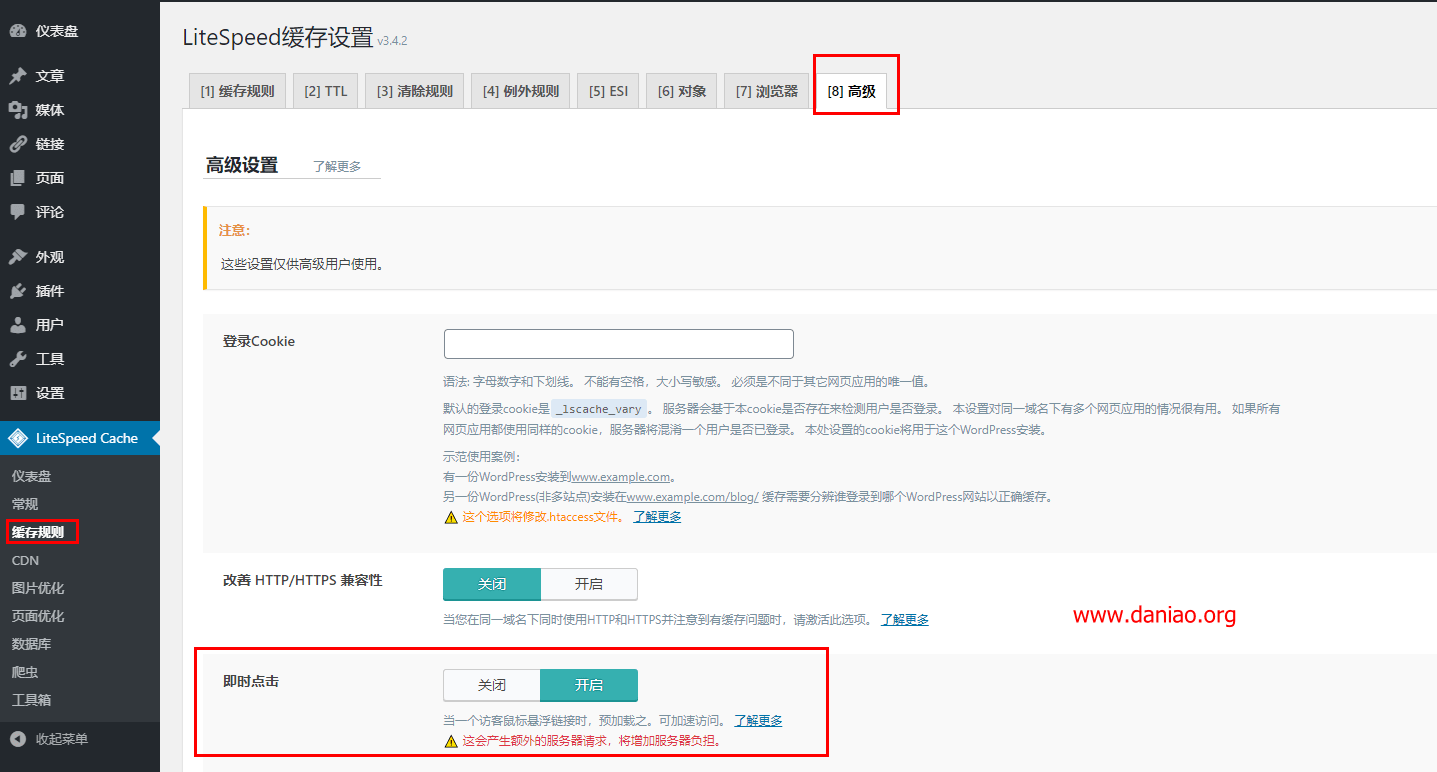 仪表盘
文章
媒体
链接
页面
评论
外观
插件
用户
工具
设置
LiteSpeed Cache
仪表盘
常规
缓存规则
CDN
图片优化
页面优化
数据库
爬虫
工具箱
收起菜单
LiteSpeed缓存设置 v3.4.2
[1] 缓存规则 [2] TTL [3] 清除规则 [4] 例外规则 [5] ESI [6] 对象 [7] 浏览器 [8] 高级
高级设置 了解更多
注意:
这些设置仅供高级用户使用。
登录Cookie
语法: 字母数字和下划线。 不能有空格，大小写敏感。 必须是不同于其它网页应用的唯一值。
默认的登录cookie是 _lscache_vary 。 服务器会基于本cookie是否存在来检测用户是否登录。 本设置对同一域名下有多个网页应用的情况很有用。 如果所有
网页应用都使用同样的cookie，服务器将混淆一个用户是否已登录。 本处设置的cookie将用于这个WordPress安装。
示范使用案例:
有一份WordPress安装到www.example.com。
另一份WordPress(非多站点)安装在www.example.com/blog/ 缓存需要分辨谁登录到哪个WordPress网站以正确缓存。
这个选项将修改.htaccess文件。 了解更多
改善 HTTP/HTTPS 兼容性 关闭 开启
当您在同一域名下同时使用HTTP和HTTPS并注意到有缓存问题时，请激活此选项。 了解更多
www.daniao.org
即时点击 关闭 开启
当一个访客鼠标悬浮链接时，预加载之。可加速访问。 了解更多
这会产生额外的服务器请求，将增加服务器负担。